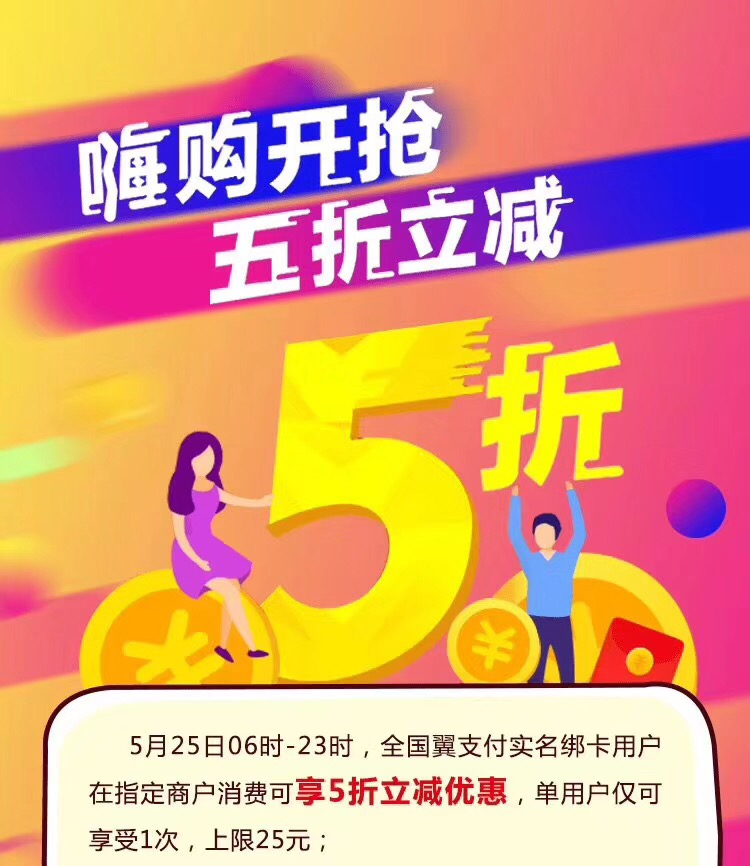 嗨购开抢
五折立减
5折
5月25日06时-23时，全国翼支付实名绑卡用户
在指定商户消费可享5折立减优惠，单用户仅可
享受1次，上限25元；